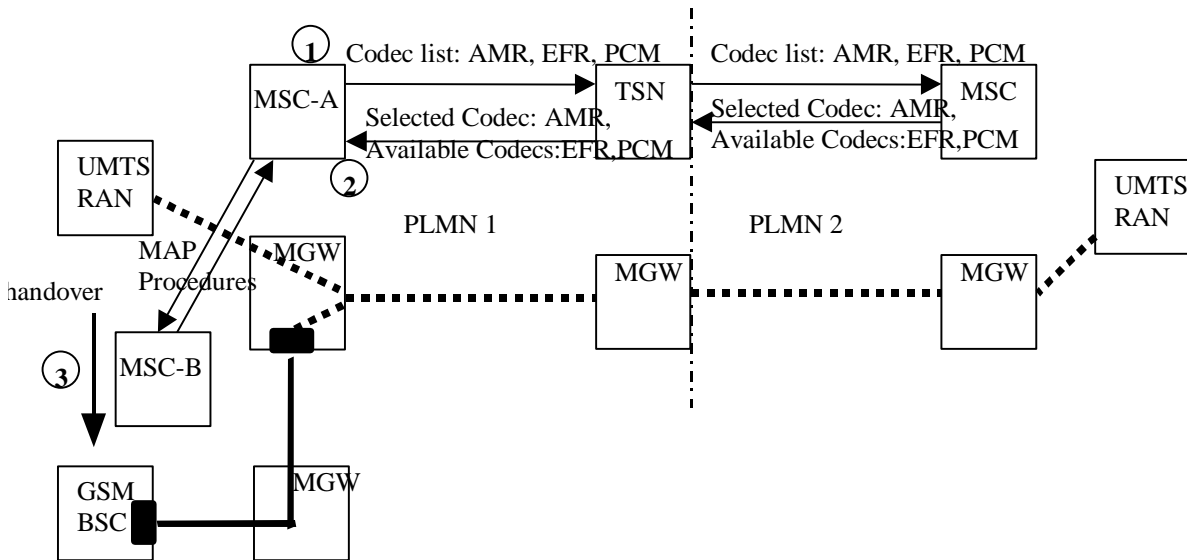 1
Codec list: AMR, EFR, PCM
Codec list: AMR, EFR, PCM
MSC-A
TSN
MSC
Selected Codec: AMR,
Available Codecs:EFR,PCM
Selected Codec: AMR,
Available Codecs:EFR,PCM
2
UMTS
RAN
UMTS
RAN
PLMN 1
PLMN 2
MAP
Procedures
MGW
MGW
MGW
handover
3
MSC-B
GSM
BSC
MGW